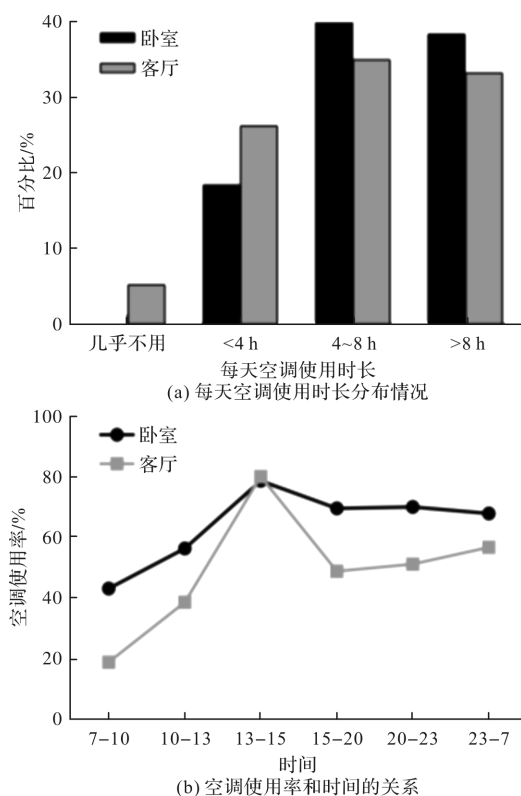 40
卧室
客厅
30
20
10
0
百分比/%
几乎不用 <4 h 4~8 h >8 h
每天空调使用时长
(a) 每天空调使用时长分布情况
100
卧室
客厅
80
60
40
20
0
空调使用率/%
7-10 10-13 13-15 15-20 20-23 23-7
时间
(b) 空调使用率和时间的关系